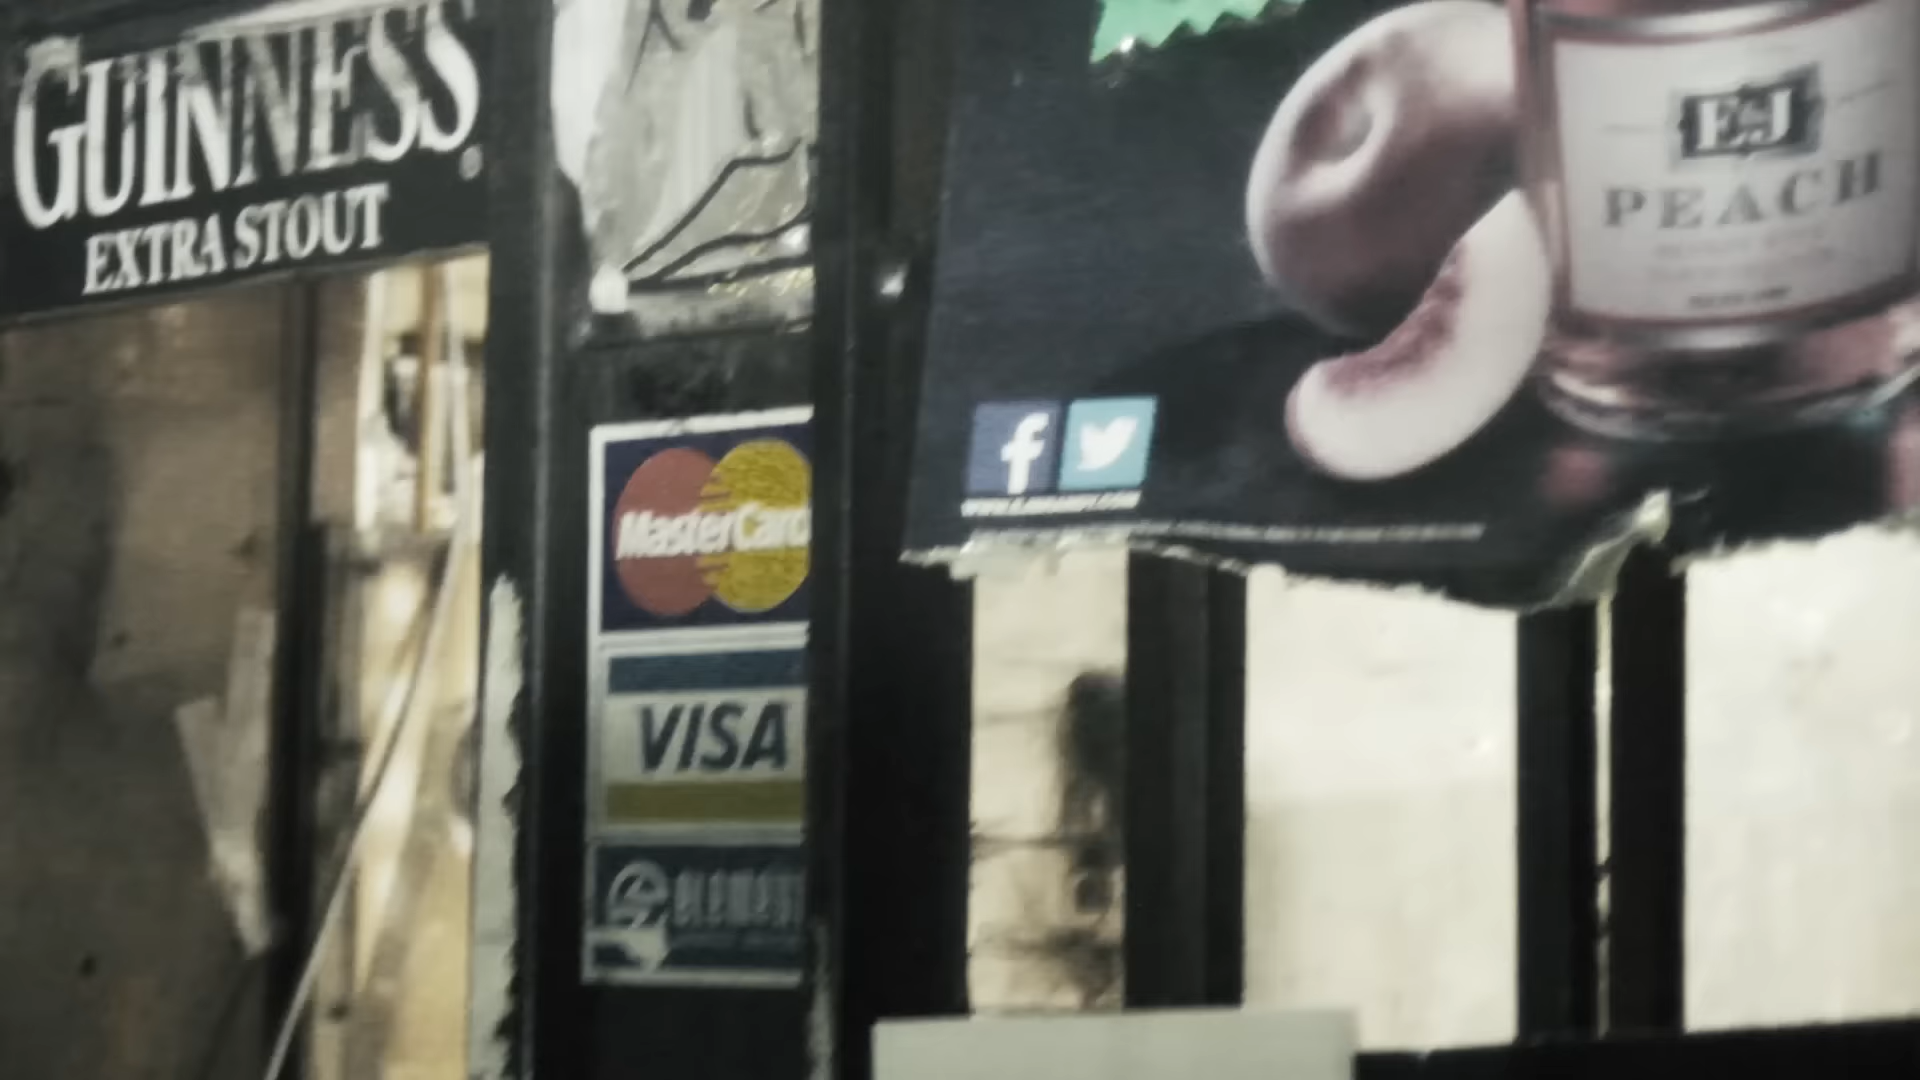 GUINNESS
EXTRA STOUT
MasterCard
VISA
E&J
PEACH
f